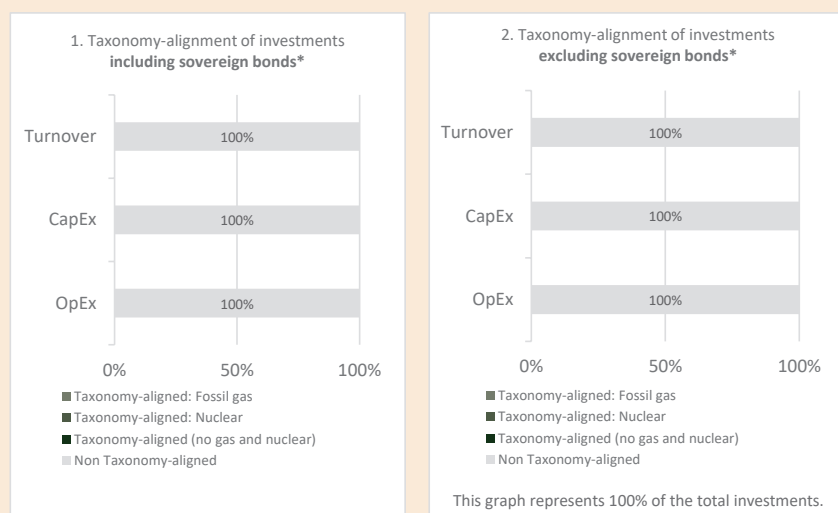 1. Taxonomy-alignment of investments
including sovereign bonds*
Turnover
100%
CapEx
100%
OpEx
100%
0%
50%
100%
Taxonomy-aligned: Fossil gas
Taxonomy-aligned: Nuclear
Taxonomy-aligned (no gas and nuclear)
Non Taxonomy-aligned
2. Taxonomy-alignment of investments
excluding sovereign bonds*
Turnover
100%
CapEx
100%
OpEx
100%
0%
50%
100%
Taxonomy-aligned: Fossil gas
Taxonomy-aligned: Nuclear
Taxonomy-aligned (no gas and nuclear)
Non Taxonomy-aligned
This graph represents 100% of the total investments.